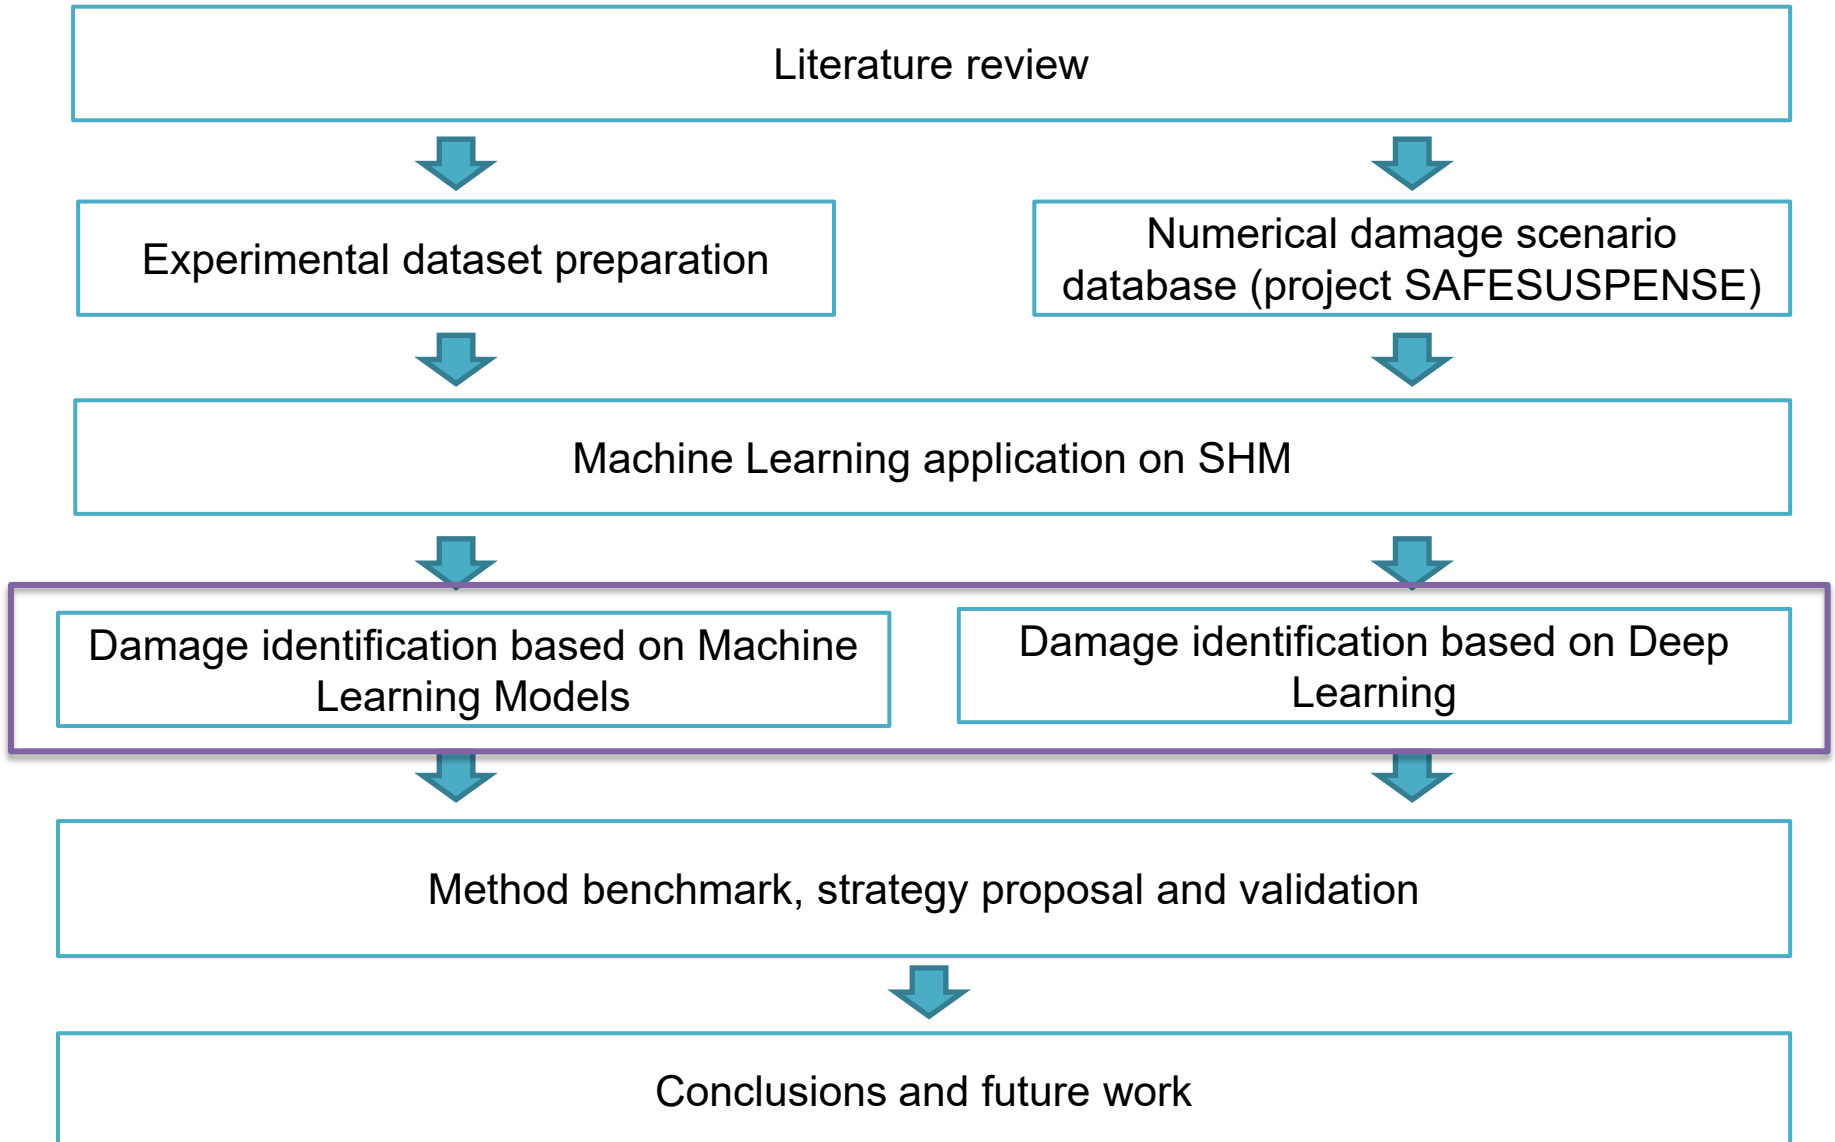 Literature review
Experimental dataset preparation
Numerical damage scenario
database (project SAFESUSPENSE)
Machine Learning application on SHM
Damage identification based on Machine
Learning Models
Damage identification based on Deep
Learning
Method benchmark, strategy proposal and validation
Conclusions and future work